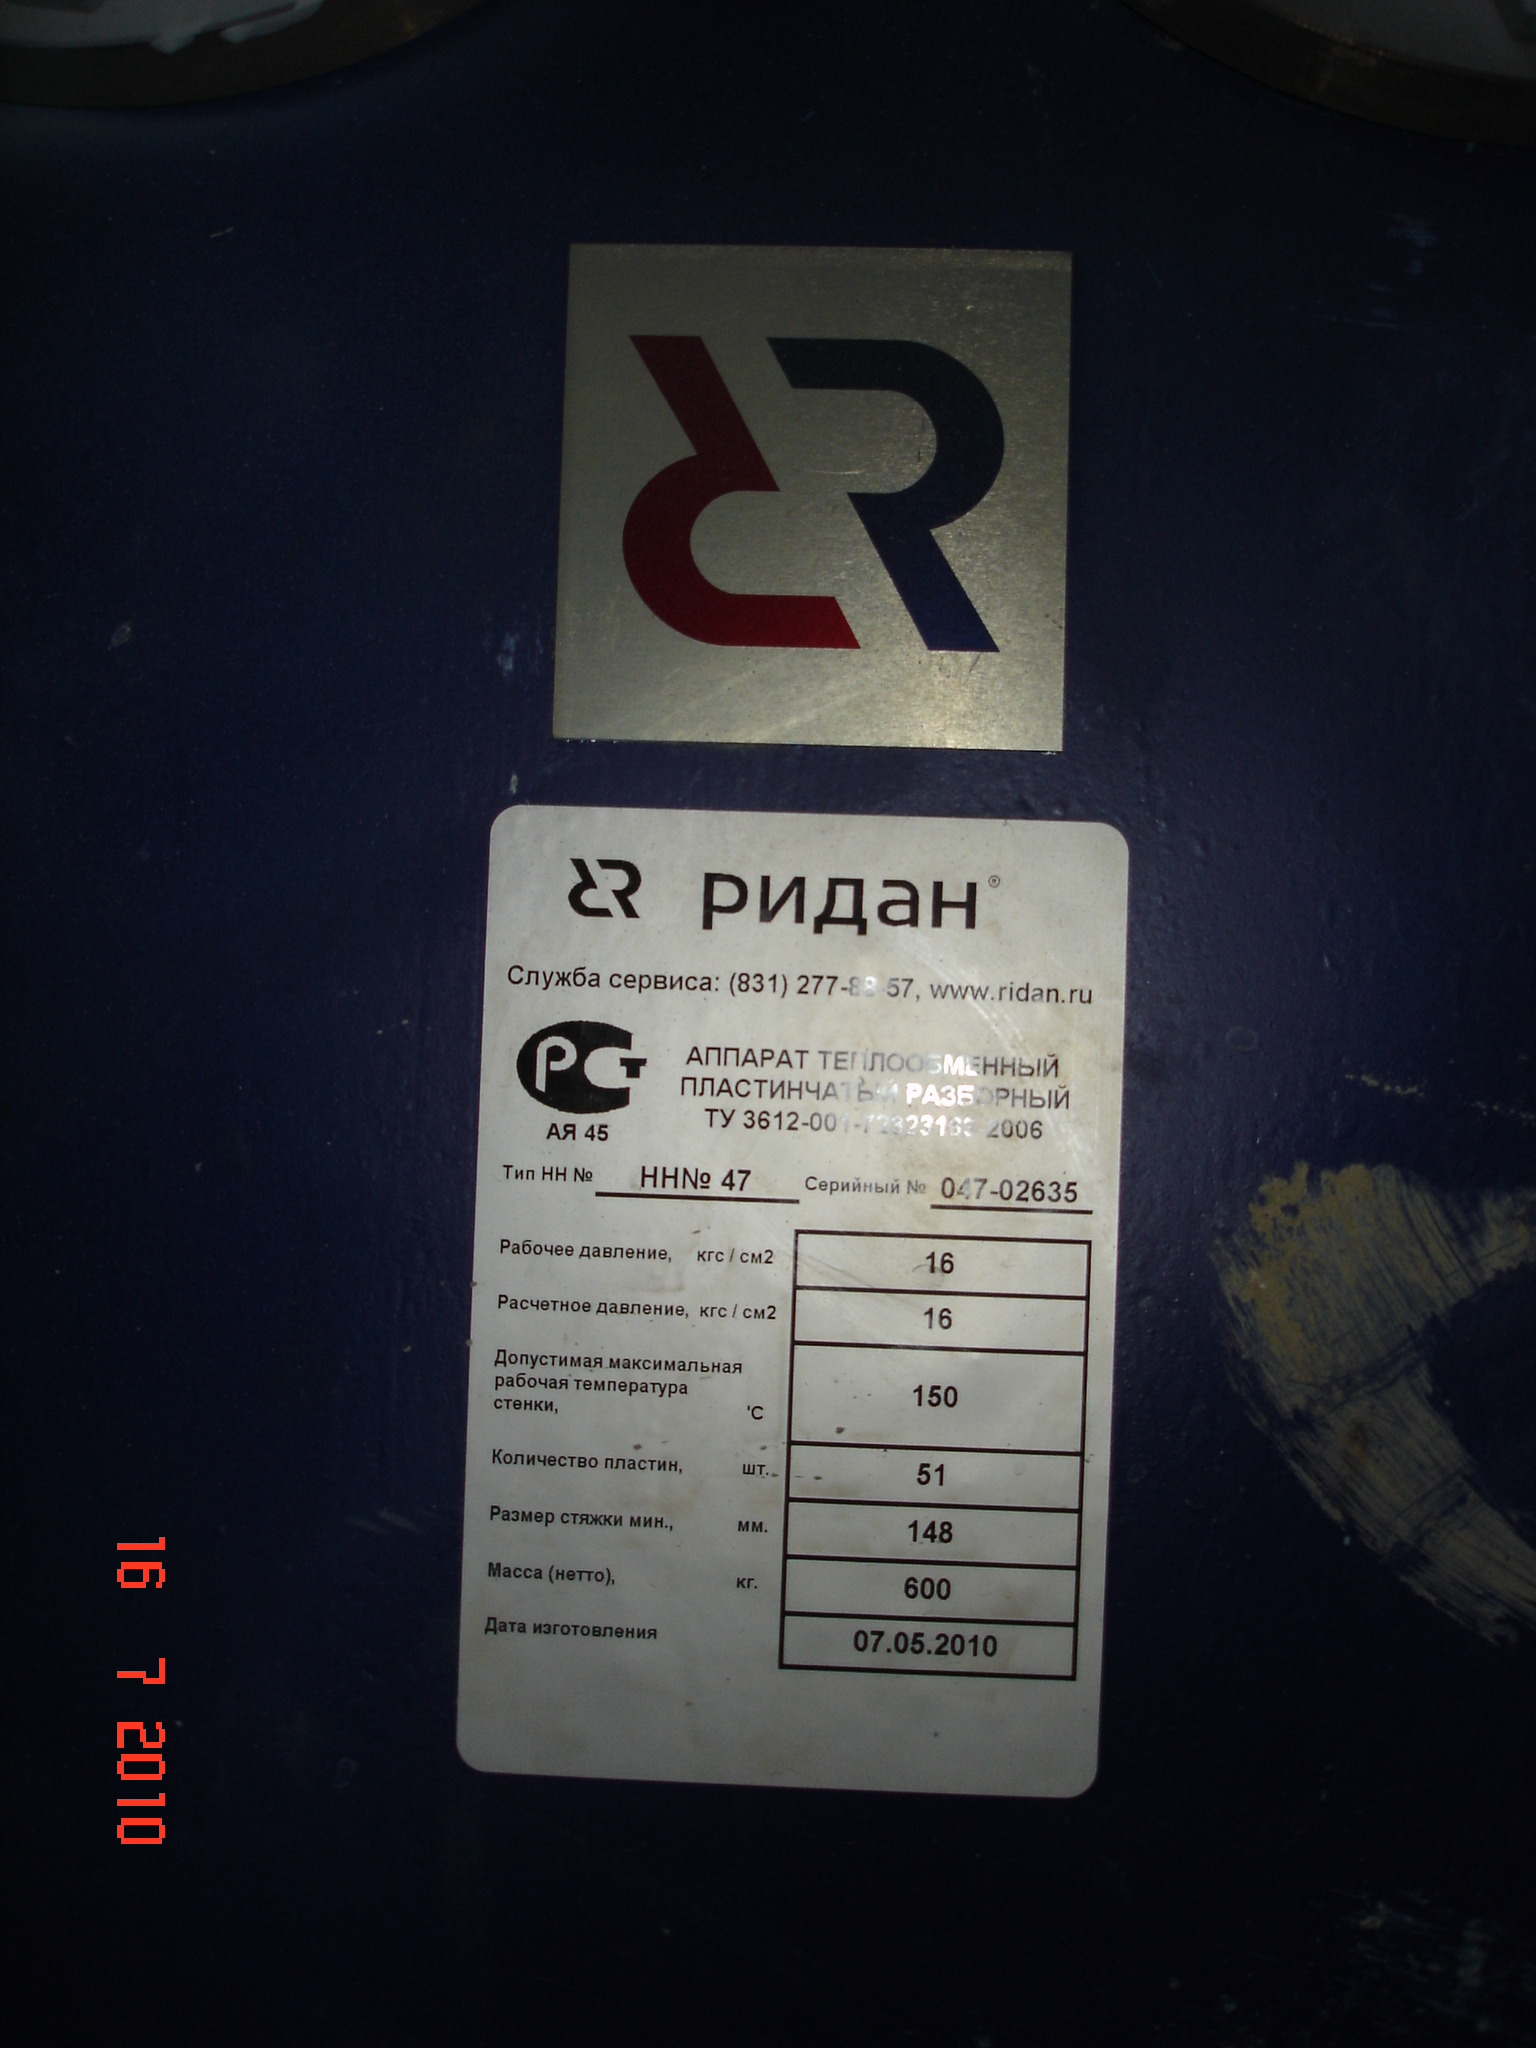 ридан®
Служба сервиса: (831) 277-88-57, www.ridan.ru
РСТ
АЯ 45
АППАРАТ ТЕПЛООБМЕННЫЙ
ПЛАСТИНЧАТЫЙ РАЗБОРНЫЙ
ТУ 3612-001-72323163-2006
Тип НН № НН№ 47 Серийный № 047-02635
Рабочее давление, кгс / см2 16
Расчетное давление, кгс / см2 16
Допустимая максимальная
рабочая температура
стенки, 'С 150
Количество пластин, шт. 51
Размер стяжки мин., мм. 148
Масса (нетто), кг. 600
Дата изготовления 07.05.2010
16 7 2010